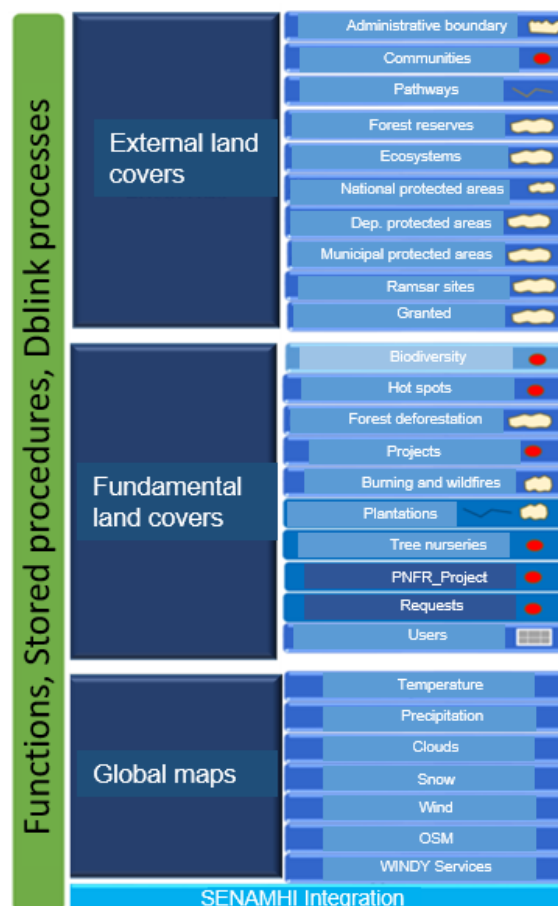 Functions, Stored procedures, Dblink processes
External land
covers
Administrative boundary
Communities
Pathways
Forest reserves
Ecosystems
National protected areas
Dep. protected areas
Municipal protected areas
Ramsar sites
Granted
Fundamental
land covers
Biodiversity
Hot spots
Forest deforestation
Projects
Burning and wildfires
Plantations
Tree nurseries
PNFR_Project
Requests
Users
Global maps
Temperature
Precipitation
Clouds
Snow
Wind
OSM
WINDY Services
SENAMHI Integration